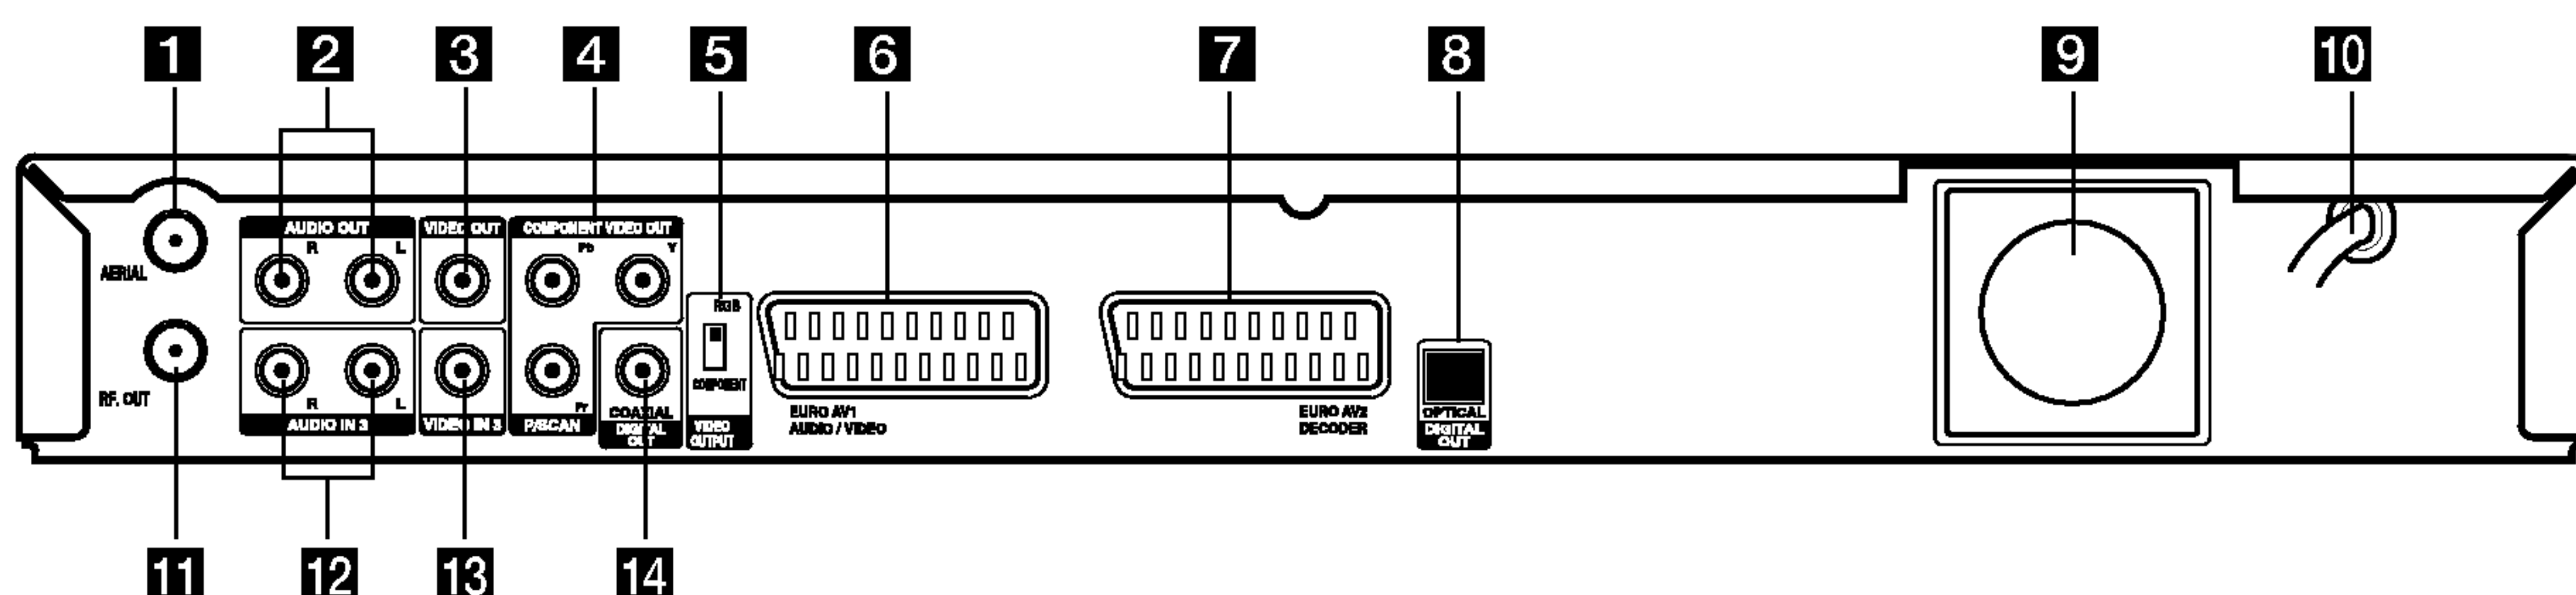 1 2 3 4 5 6 7 8 9 10
AUDIO OUT
R L
VIDEO OUT
COMPONENT VIDEO OUT
Pb Y
AERIAL
RF. OUT
R L
AUDIO IN 3
VIDEO IN 3
Pr
P/SCAN
COAXIAL
DIGITAL
OUT
RGB
COMPONENT
VIDEO
OUTPUT
EURO AV1
AUDIO / VIDEO
EURO AV2
DECODER
OPTICAL
DIGITAL
OUT
11 12 13 14